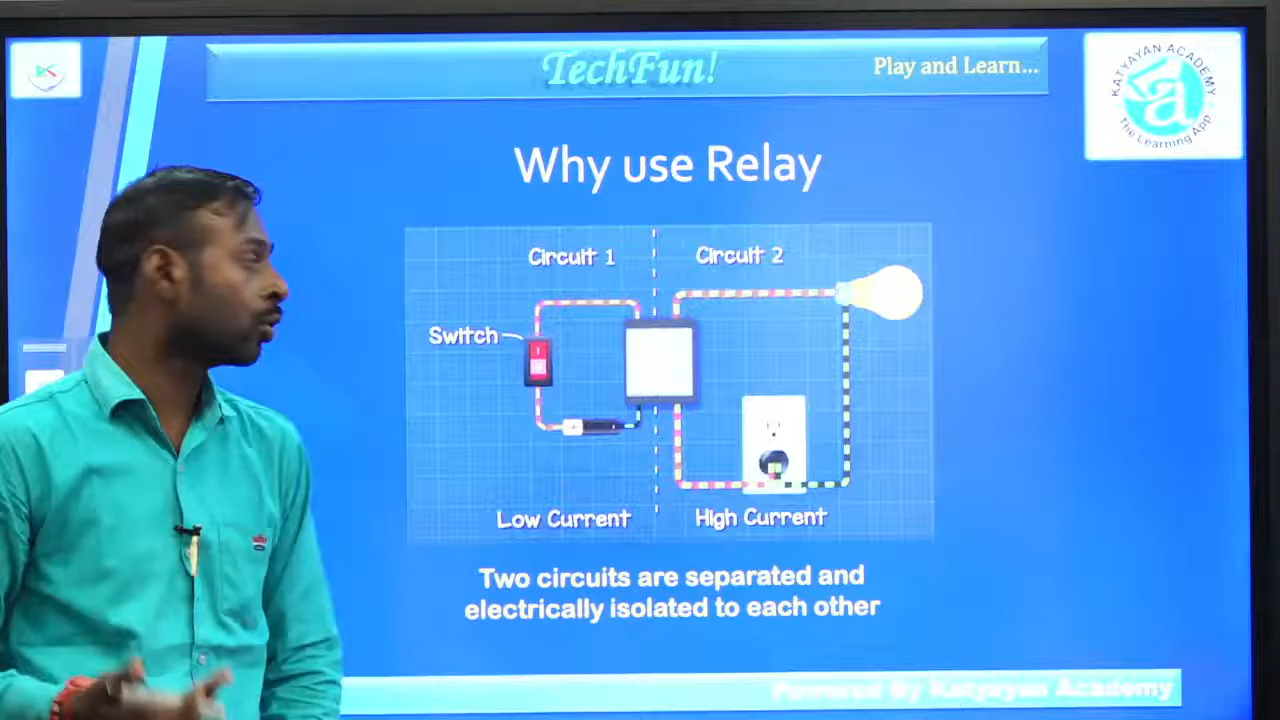 TechFun!
Play and Learn...
KATYAYAN ACADEMY
a
The Learning App
Why use Relay
Circuit 1
Circuit 2
Switch
Low Current
High Current
Two circuits are separated and
electrically isolated to each other
Powered By Katyayan Academy